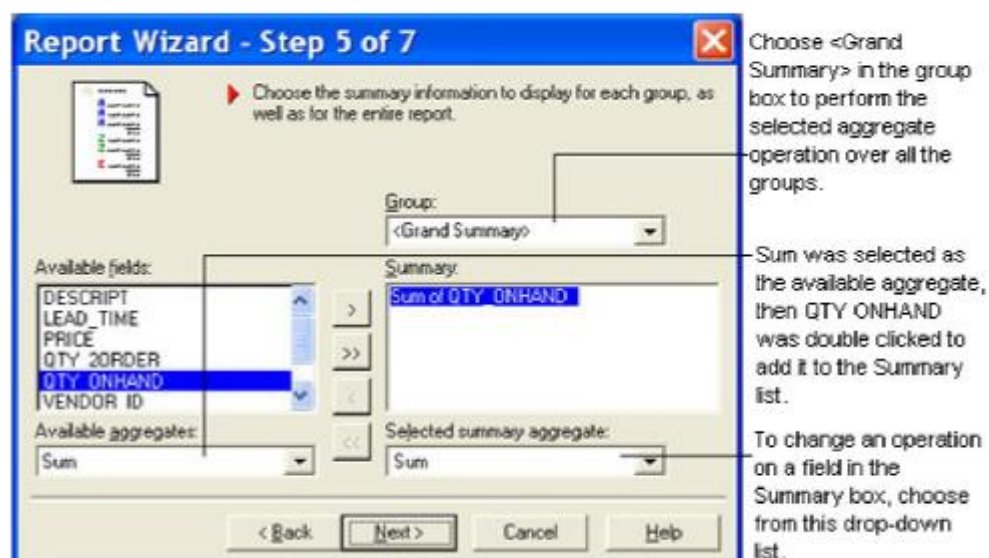 Report Wizard - Step 5 of 7
Choose the summary information to display for each group, as
well as for the entire report.
Group:
<Grand Summary>
Available fields:
DESCRIPT
LEAD_TIME
PRICE
QTY_2ORDER
QTY_ONHAND
VENDOR_ID
>
>>
<
<<
Summary:
Sum of QTY_ONHAND
Available aggregates:
Sum
Selected summary aggregate:
Sum
< Back
Next >
Cancel
Help
Choose <Grand
Summary> in the group
box to perform the
selected aggregate
operation over all the
groups.
Sum was selected as
the available aggregate,
then QTY ONHAND
was double clicked to
add it to the Summary
list.
To change an operation
on a field in the
Summary box, choose
from this drop-down
list.